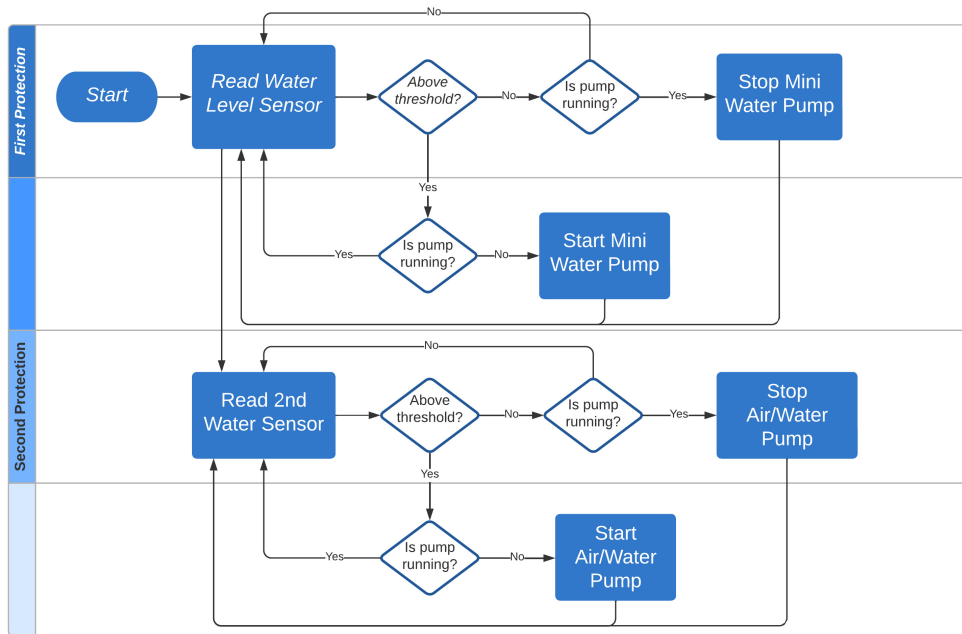 No
First Protection
Start
Read Water
Level Sensor
Above
threshold?
No
Is pump
running?
Yes
Stop Mini
Water Pump
Yes
Yes
Is pump
running?
No
Start Mini
Water Pump
Second Protection
No
Read 2nd
Water Sensor
Above
threshold?
No
Is pump
running?
Yes
Stop
Air/Water
Pump
Yes
Yes
Is pump
running?
No
Start
Air/Water
Pump